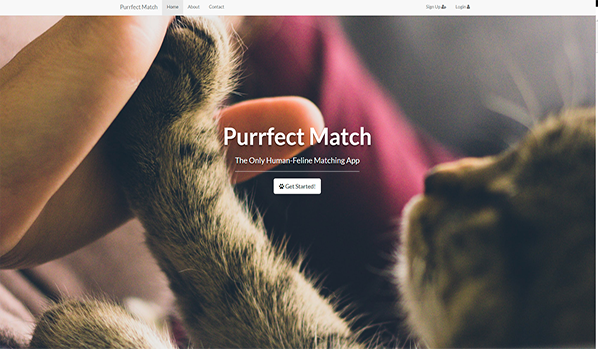 Purrfect Match Home About Contact Sign Up Login
Purrfect Match
The Only Human-Feline Matching App
Get Started!